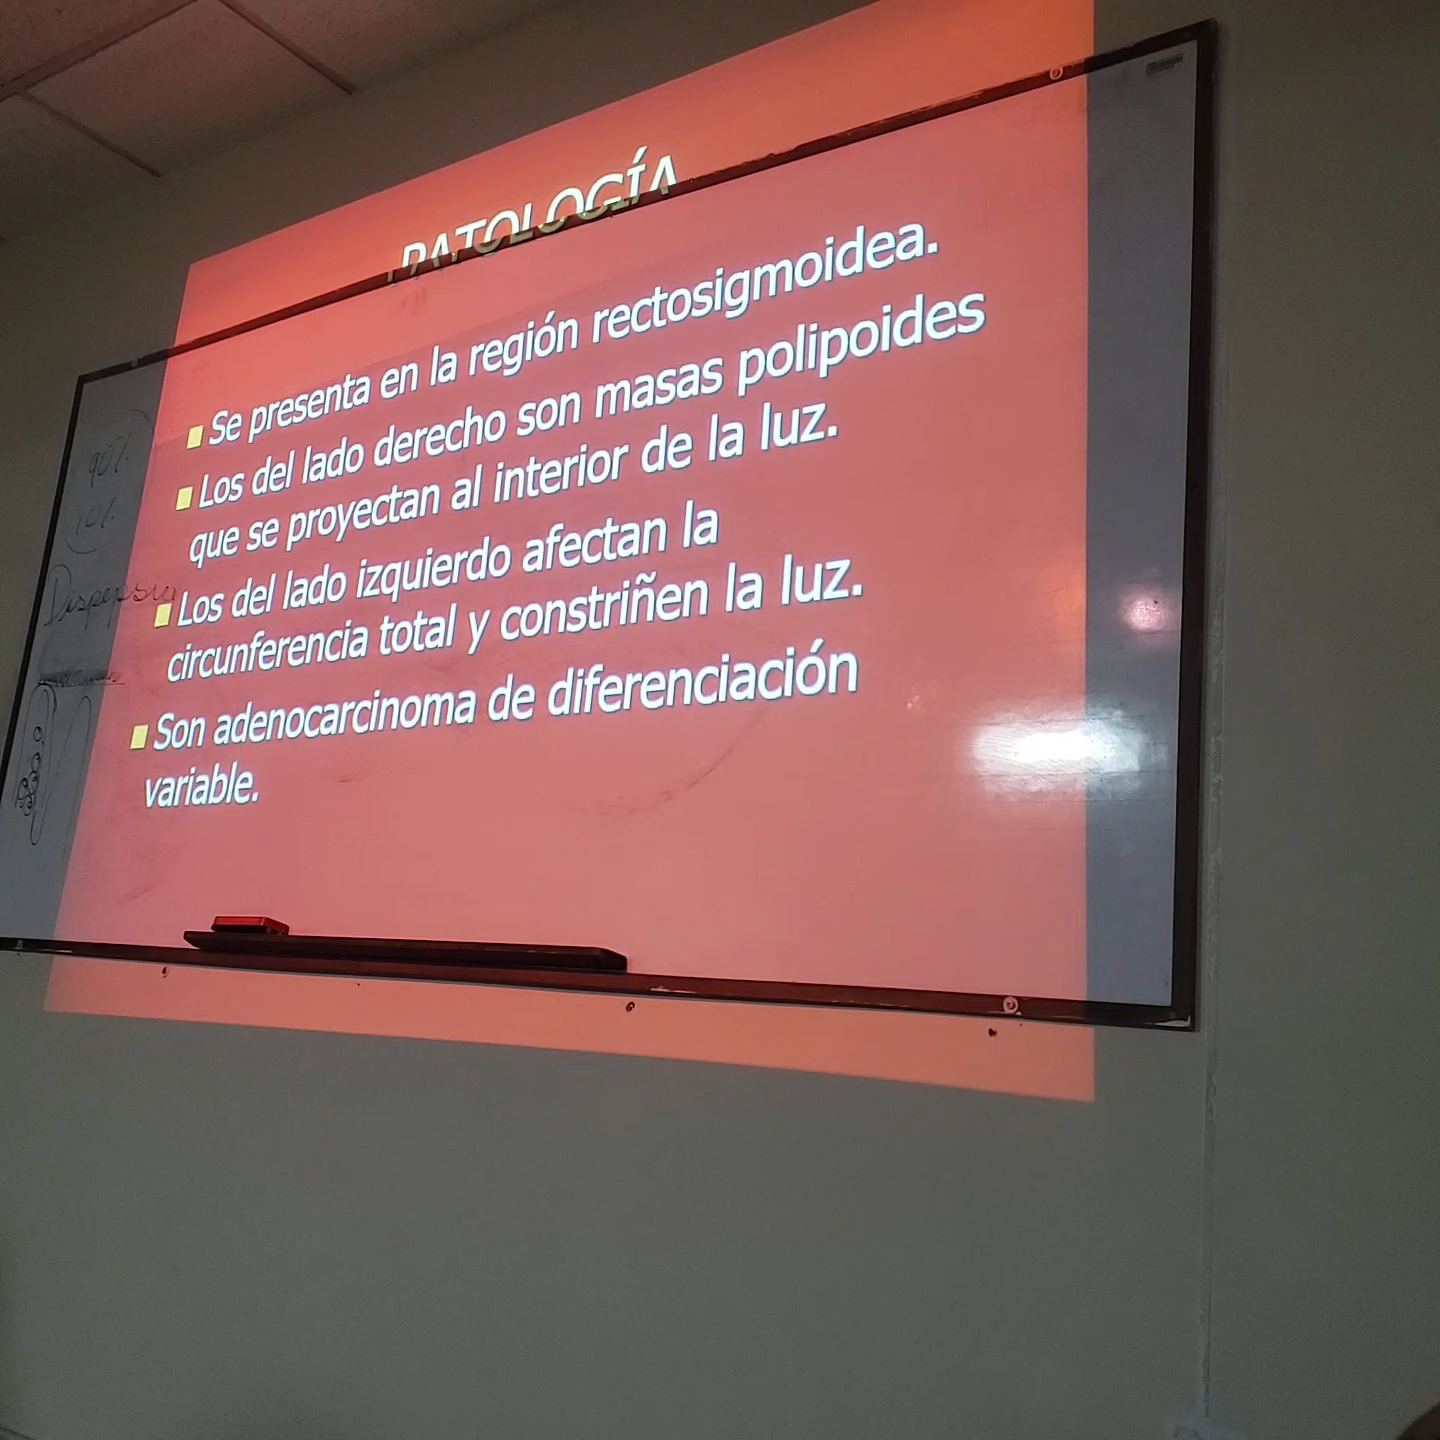 PATOLOGÍA
Se presenta en la región rectosigmoidea.
Los del lado derecho son masas polipoides
que se proyectan al interior de la luz.
Los del lado izquierdo afectan la
circunferencia total y constriñen la luz.
Son adenocarcinoma de diferenciación
variable.
90%
10%